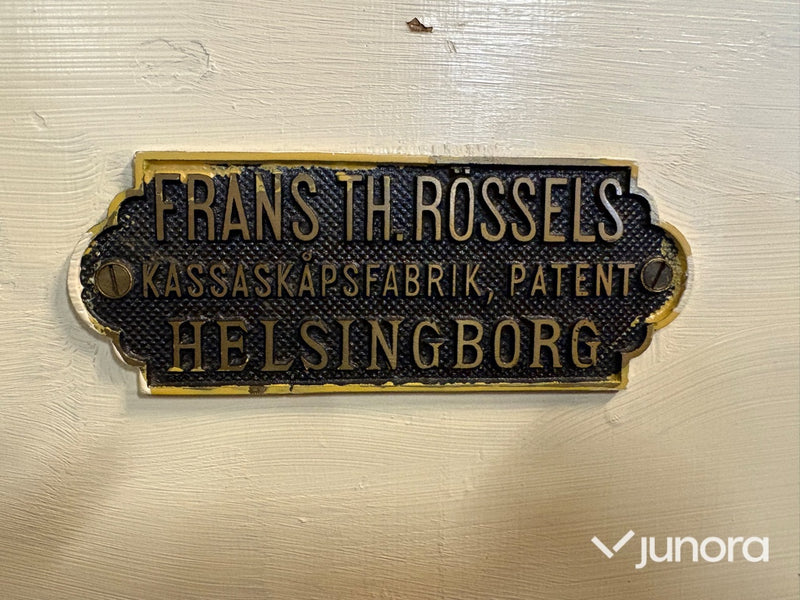 FRANS TH. RÖSSELS
KASSASKÅPSFABRIK, PATENT
HELSINGBORG
junora